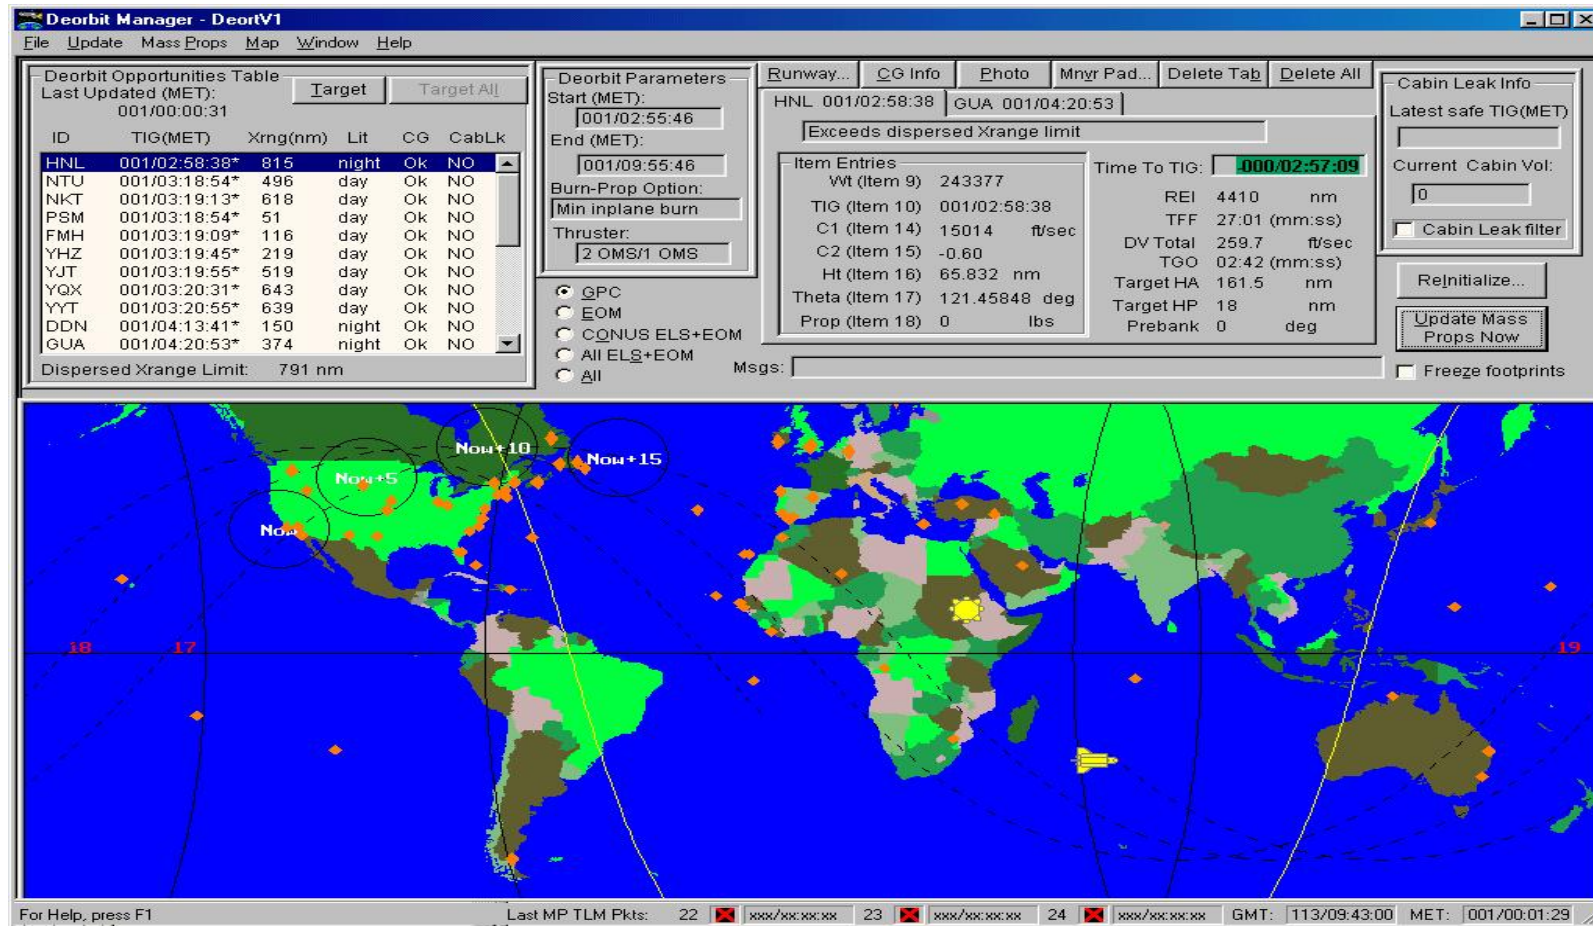 Deorbit Manager - DeortV1
File Update Mass Props Map Window Help
Deorbit Opportunities Table
Last Updated (MET):
001/00:00:31
Target
Target All
ID TIG(MET) Xrng(nm) Lit CG CabLk
HNL 001/02:58:38* 815 night Ok NO
NTU 001/03:18:54* 496 day Ok NO
NKT 001/03:19:13* 618 day Ok NO
PSM 001/03:18:54* 51 day Ok NO
FMH 001/03:19:09* 116 day Ok NO
YHZ 001/03:19:45* 219 day Ok NO
YJT 001/03:19:55* 519 day Ok NO
YQX 001/03:20:31* 643 day Ok NO
YYT 001/03:20:55* 639 day Ok NO
DDN 001/04:13:41* 150 night Ok NO
GUA 001/04:20:53* 374 night Ok NO
Dispersed Xrange Limit: 791 nm
Deorbit Parameters
Start (MET):
001/02:55:46
End (MET):
001/09:55:46
Burn-Prop Option:
Min inplane burn
Thruster:
2 OMS/1 OMS
GPC
EOM
CONUS ELS+EOM
All ELS+EOM
All
Runway... CG Info Photo Mnvr Pad... Delete Tab Delete All
HNL 001/02:58:38 GUA 001/04:20:53
Exceeds dispersed Xrange limit
Item Entries
Wt (Item 9) 243377
TIG (Item 10) 001/02:58:38
C1 (Item 14) 15014 ft/sec
C2 (Item 15) -0.60
Ht (Item 16) 65.832 nm
Theta (Item 17) 121.45848 deg
Prop (Item 18) 0 lbs
Time To TIG: -000/02:57:09
REI 4410 nm
TFF 27:01 (mm:ss)
DV Total 259.7 ft/sec
TGO 02:42 (mm:ss)
Target HA 161.5 nm
Target HP 18 nm
Prebank 0 deg
Msgs:
Cabin Leak Info
Latest safe TIG(MET)
Current Cabin Vol:
0
Cabin Leak filter
ReInitialize...
Update Mass
Props Now
Freeze footprints
Now+10
Now+15
Now+5
Now
18 17 19
For Help, press F1
Last MP TLM Pkts: 22 xxx/xx:xx:xx 23 xxx/xx:xx:xx 24 xxx/xx:xx:xx GMT: 113/09:43:00 MET: 001/00:01:29